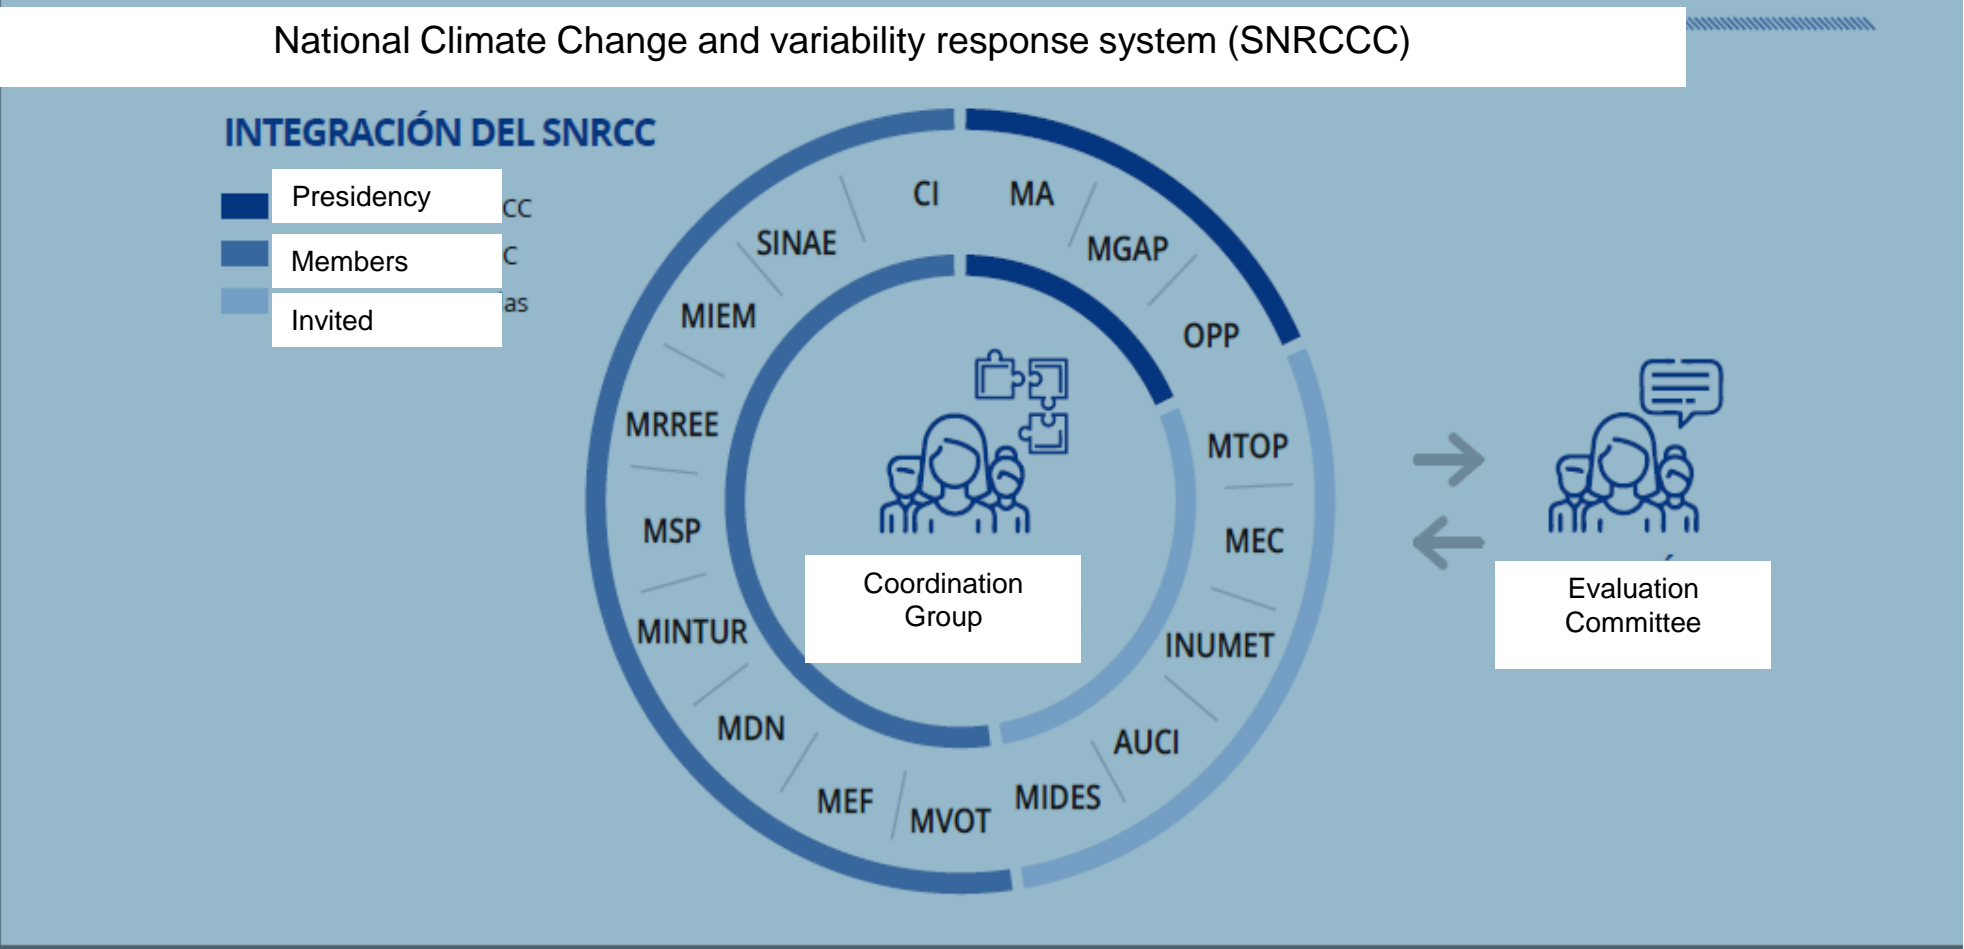 National Climate Change and variability response system (SNRCCC)
INTEGRACIÓN DEL SNRCC
Presidency
CC
Members
C
Invited
as
CI
MA
SINAE
MGAP
MIEM
OPP
MRREE
MTOP
MSP
MEC
MINTUR
INUMET
MDN
AUCI
MEF
MVOT
MIDES
Coordination
Group
Evaluation
Committee